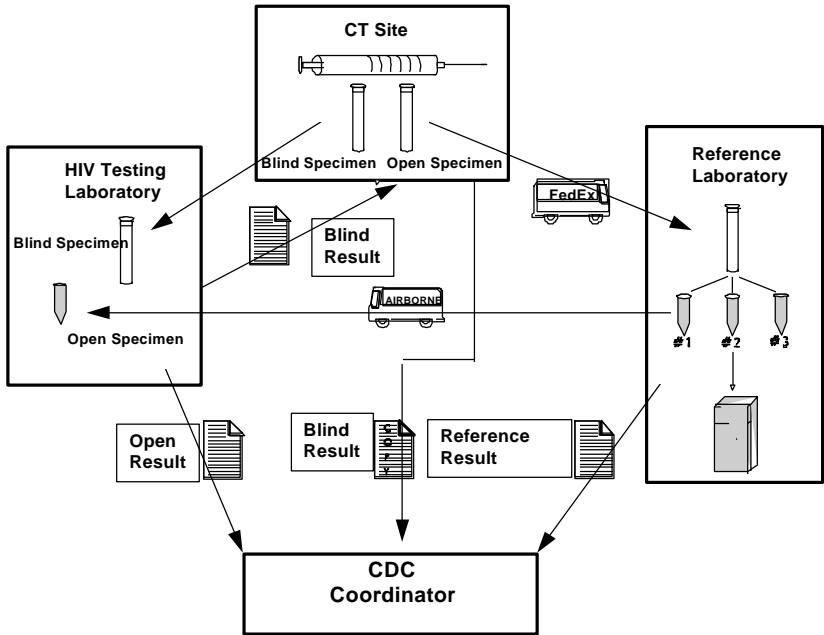 CT Site
Blind Specimen
Open Specimen
HIV Testing
Laboratory
Blind Specimen
Open Specimen
Reference
Laboratory
#1
#2
#3
FedEx
Blind
Result
AIRBORNE
Open
Result
Blind
Result
COPY
Reference
Result
CDC
Coordinator